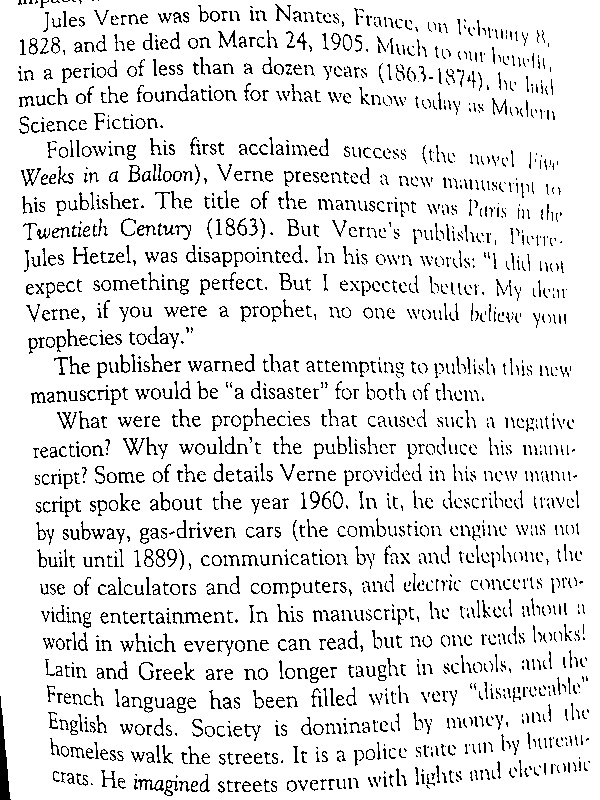 Jules Verne was born in Nantes, France, on February 8,
1828, and he died on March 24, 1905. Much to our benefit,
in a period of less than a dozen years (1863-1874), he laid
much of the foundation for what we know today as Modern
Science Fiction.
Following his first acclaimed success (the novel Five
Weeks in a Balloon), Verne presented a new manuscript to
his publisher. The title of the manuscript was Paris in the
Twentieth Century (1863). But Verne's publisher, Pierre-
Jules Hetzel, was disappointed. In his own words: "I did not
expect something perfect. But I expected better. My dear
Verne, if you were a prophet, no one would believe your
prophecies today."
The publisher warned that attempting to publish this new
manuscript would be "a disaster" for both of them.
What were the prophecies that caused such a negative
reaction? Why wouldn't the publisher produce his manu-
script? Some of the details Verne provided in his new manu-
script spoke about the year 1960. In it, he described travel
by subway, gas-driven cars (the combustion engine was not
built until 1889), communication by fax and telephone, the
use of calculators and computers, and electric concerts pro-
viding entertainment. In his manuscript, he talked about a
world in which everyone can read, but no one reads books!
Latin and Greek are no longer taught in schools, and the
French language has been filled with very "disagreeable"
English words. Society is dominated by money, and the
homeless walk the streets. It is a police state run by bureau-
crats. He imagined streets overrun with lights and electronic